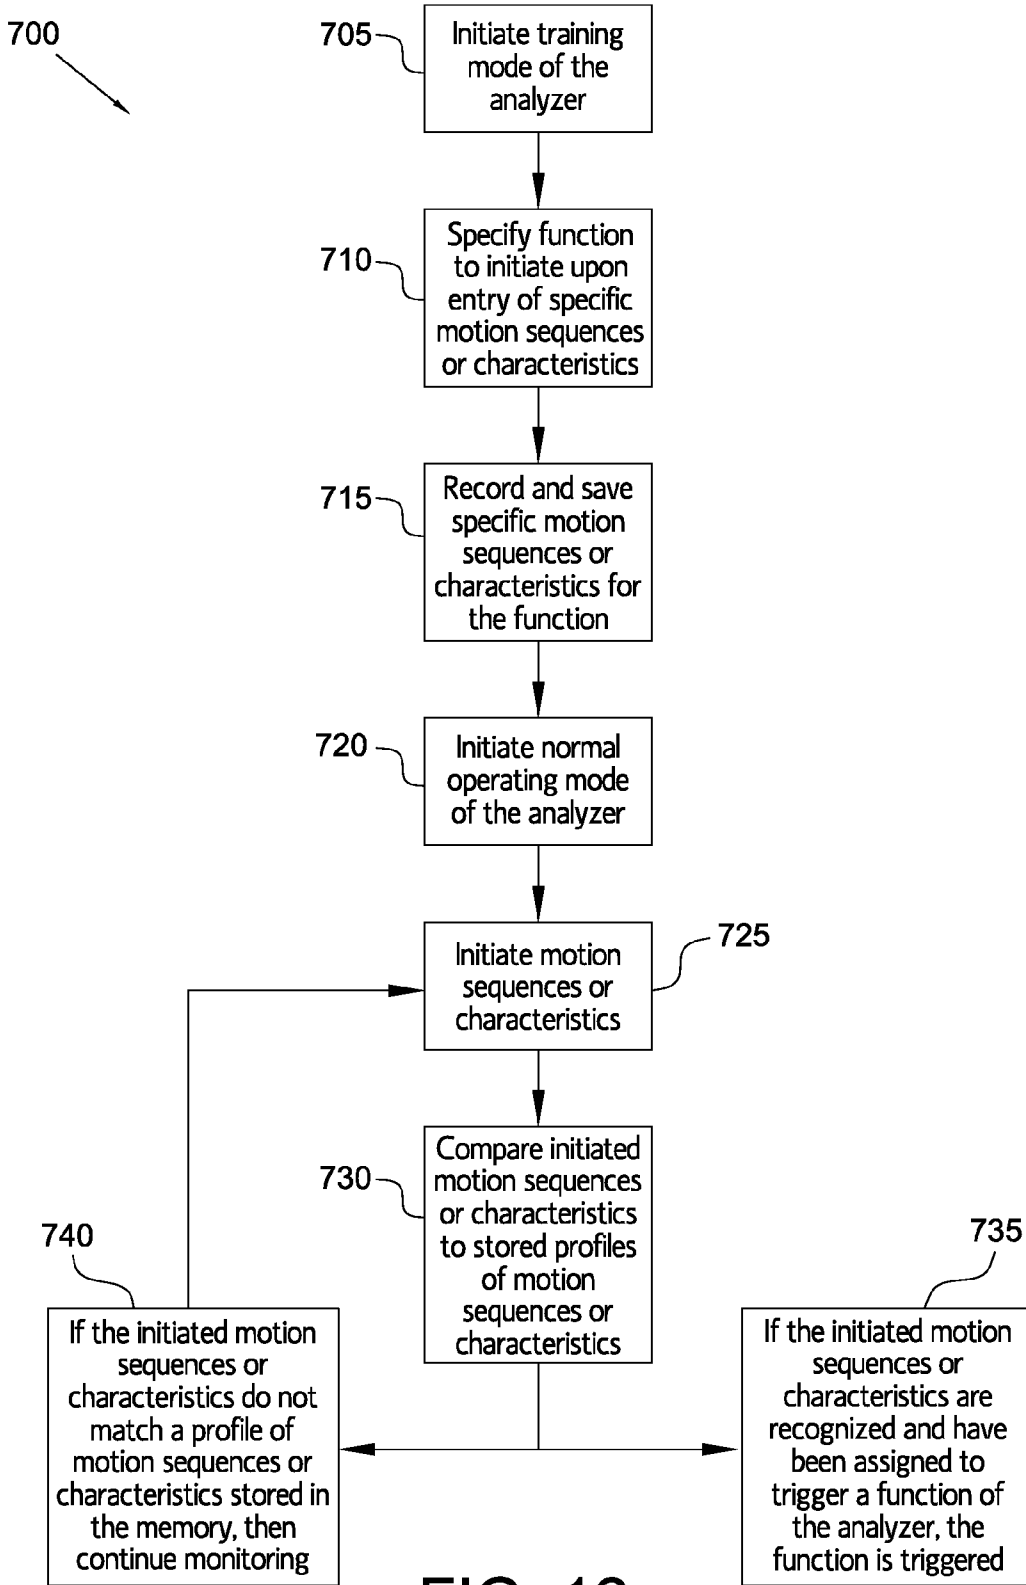 700
705
Initiate training
mode of the
analyzer
710
Specify function
to initiate upon
entry of specific
motion sequences
or characteristics
715
Record and save
specific motion
sequences or
characteristics for
the function
720
Initiate normal
operating mode
of the analyzer
725
Initiate motion
sequences or
characteristics
730
Compare initiated
motion sequences
or characteristics
to stored profiles
of motion
sequences or
characteristics
740
If the initiated motion
sequences or
characteristics do not
match a profile of
motion sequences or
characteristics stored in
the memory, then
continue monitoring
735
If the initiated motion
sequences or
characteristics are
recognized and have
been assigned to
trigger a function of
the analyzer, the
function is triggered